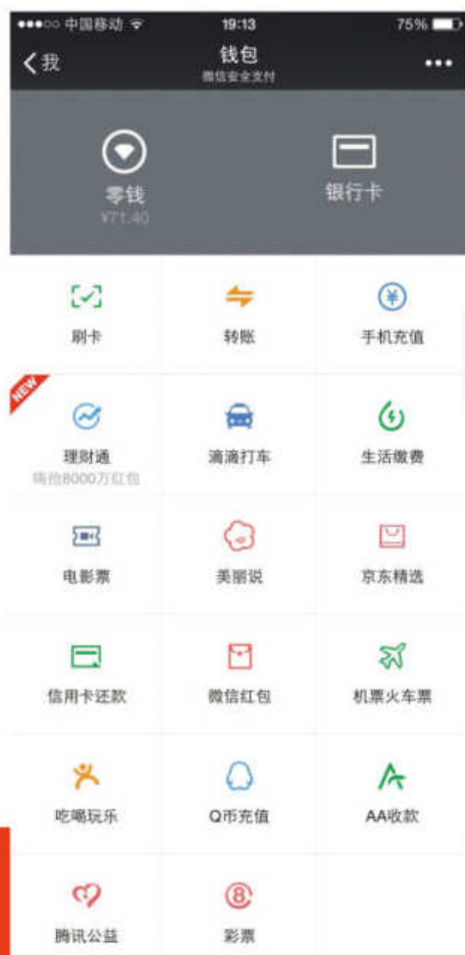 中国移动 19:13 75%
我 钱包
微信安全支付
零钱 银行卡
¥71.40
刷卡 转账 手机充值
NEW
理财通 滴滴打车 生活缴费
嗨抢8000万红包
电影票 美丽说 京东精选
信用卡还款 微信红包 机票火车票
吃喝玩乐 Q币充值 AA收款
腾讯公益 彩票